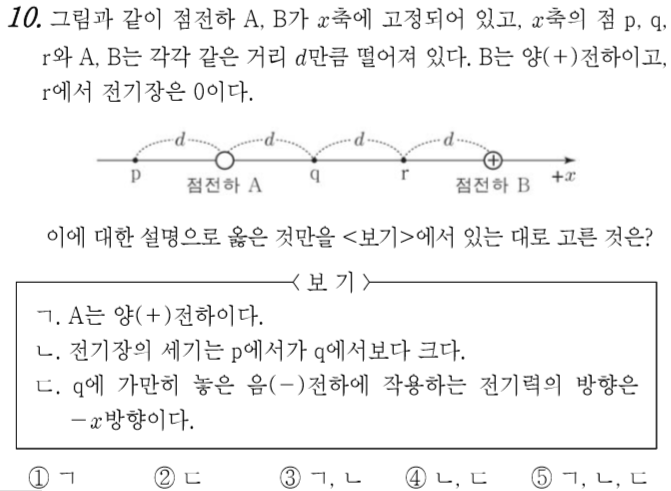 10. 그림과 같이 점전하 A, B가 x축에 고정되어 있고, x축의 점 p, q,
r와 A, B는 각각 같은 거리 d만큼 떨어져 있다. B는 양(+)전하이고,
r에서 전기장은 0이다.
d d d d
p 점전하 A q r 점전하 B +x
이에 대한 설명으로 옳은 것만을 <보기>에서 있는 대로 고른 것은?
〈보 기〉
ㄱ. A는 양(+)전하이다.
ㄴ. 전기장의 세기는 p에서가 q에서보다 크다.
ㄷ. q에 가만히 놓은 음(-)전하에 작용하는 전기력의 방향은
-x방향이다.
① ㄱ ② ㄷ ③ ㄱ, ㄴ ④ ㄴ, ㄷ ⑤ ㄱ, ㄴ, ㄷ